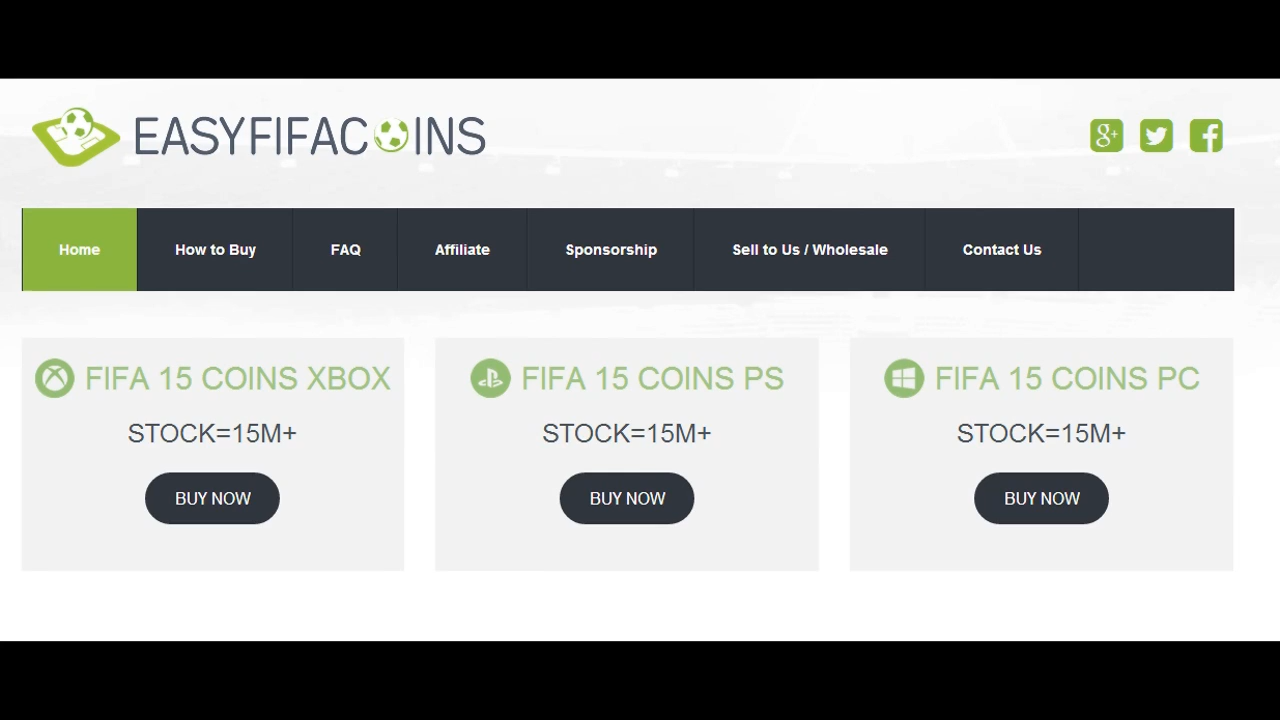 EASYFIFACOINS
g+
Home How to Buy FAQ Affiliate Sponsorship Sell to Us / Wholesale Contact Us
FIFA 15 COINS XBOX
STOCK=15M+
BUY NOW
FIFA 15 COINS PS
STOCK=15M+
BUY NOW
FIFA 15 COINS PC
STOCK=15M+
BUY NOW